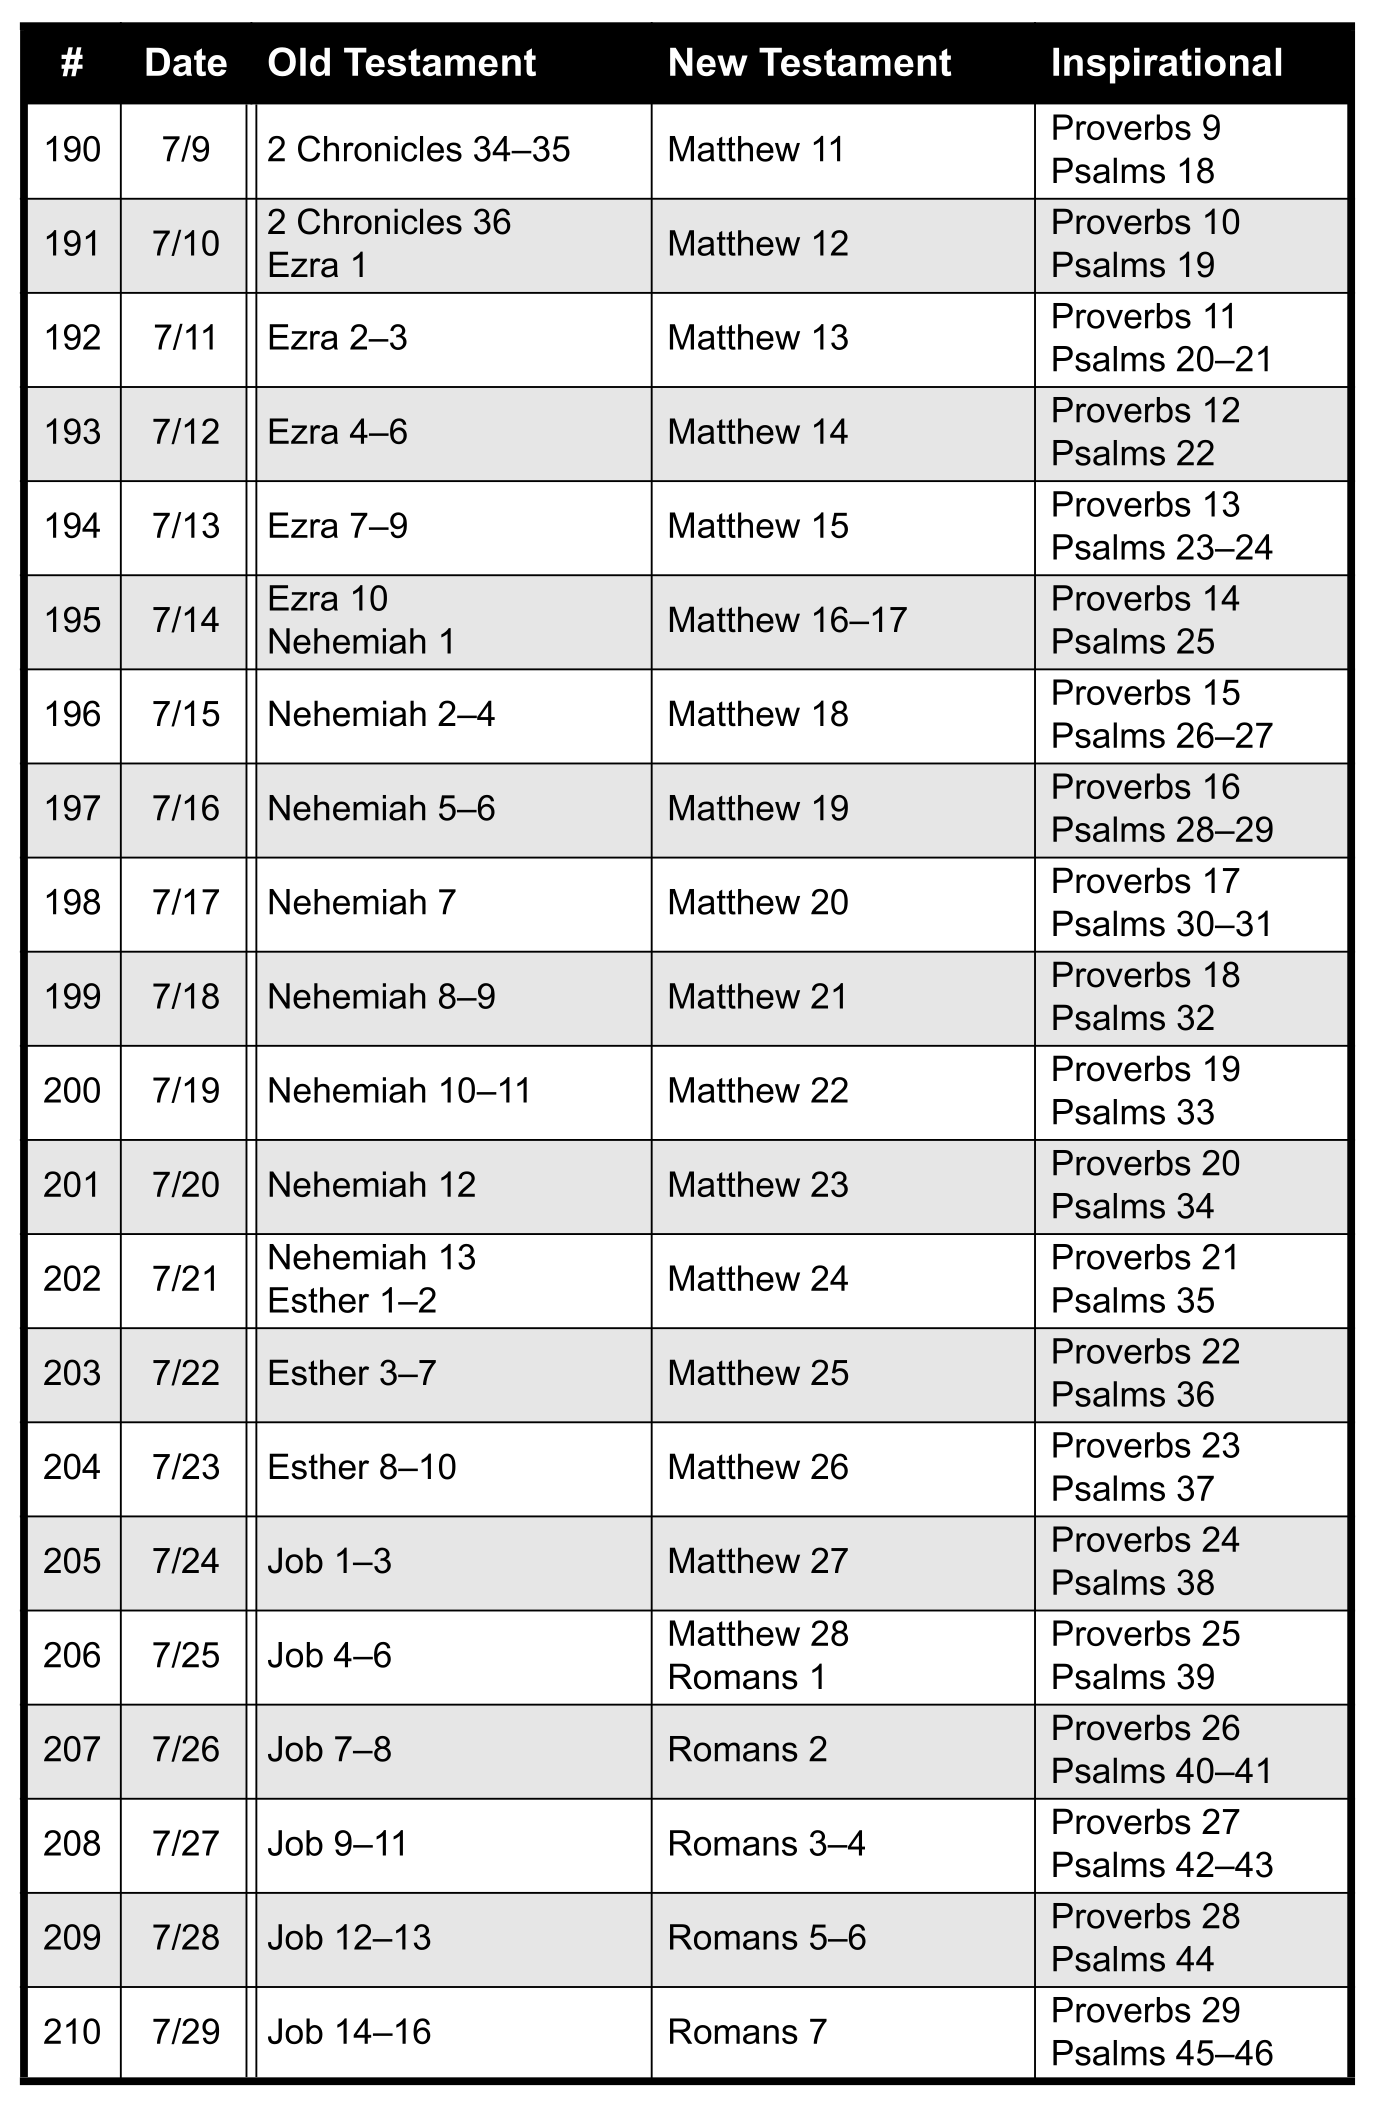 # Date Old Testament New Testament Inspirational
190 7/9 2 Chronicles 34–35 Matthew 11 Proverbs 9
Psalms 18
191 7/10 2 Chronicles 36 Matthew 12 Proverbs 10
Ezra 1 Psalms 19
192 7/11 Ezra 2–3 Matthew 13 Proverbs 11
Psalms 20–21
193 7/12 Ezra 4–6 Matthew 14 Proverbs 12
Psalms 22
194 7/13 Ezra 7–9 Matthew 15 Proverbs 13
Psalms 23–24
195 7/14 Ezra 10 Matthew 16–17 Proverbs 14
Nehemiah 1 Psalms 25
196 7/15 Nehemiah 2–4 Matthew 18 Proverbs 15
Psalms 26–27
197 7/16 Nehemiah 5–6 Matthew 19 Proverbs 16
Psalms 28–29
198 7/17 Nehemiah 7 Matthew 20 Proverbs 17
Psalms 30–31
199 7/18 Nehemiah 8–9 Matthew 21 Proverbs 18
Psalms 32
200 7/19 Nehemiah 10–11 Matthew 22 Proverbs 19
Psalms 33
201 7/20 Nehemiah 12 Matthew 23 Proverbs 20
Psalms 34
202 7/21 Nehemiah 13 Matthew 24 Proverbs 21
Esther 1–2 Psalms 35
203 7/22 Esther 3–7 Matthew 25 Proverbs 22
Psalms 36
204 7/23 Esther 8–10 Matthew 26 Proverbs 23
Psalms 37
205 7/24 Job 1–3 Matthew 27 Proverbs 24
Psalms 38
206 7/25 Job 4–6 Matthew 28 Proverbs 25
Romans 1 Psalms 39
207 7/26 Job 7–8 Romans 2 Proverbs 26
Psalms 40–41
208 7/27 Job 9–11 Romans 3–4 Proverbs 27
Psalms 42–43
209 7/28 Job 12–13 Romans 5–6 Proverbs 28
Psalms 44
210 7/29 Job 14–16 Romans 7 Proverbs 29
Psalms 45–46